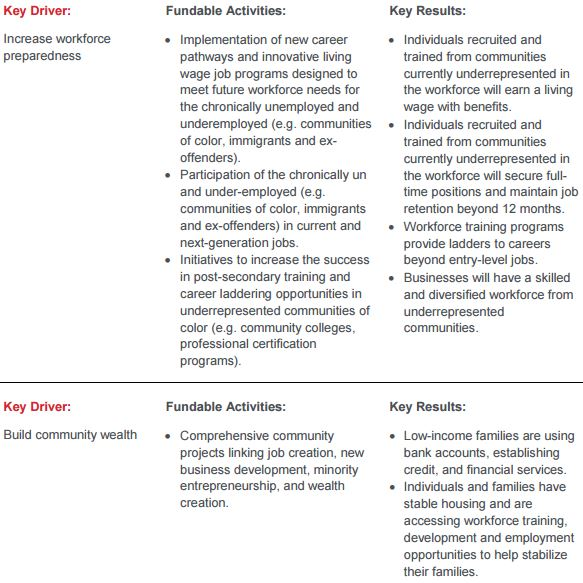 Key Driver:
Increase workforce
preparedness
Fundable Activities:
• Implementation of new career
pathways and innovative living
wage job programs designed to
meet future workforce needs for
the chronically unemployed and
underemployed (e.g. communities
of color, immigrants and ex-
offenders).
• Participation of the chronically un
and under-employed (e.g.
communities of color, immigrants
and ex-offenders) in current and
next-generation jobs.
• Initiatives to increase the success
in post-secondary training and
career laddering opportunities in
underrepresented communities of
color (e.g. community colleges,
professional certification
programs).
Key Results:
• Individuals recruited and
trained from communities
currently underrepresented in
the workforce will earn a living
wage with benefits.
• Individuals recruited and
trained from communities
currently underrepresented in
the workforce will secure full-
time positions and maintain job
retention beyond 12 months.
• Workforce training programs
provide ladders to careers
beyond entry-level jobs.
• Businesses will have a skilled
and diversified workforce from
underrepresented
communities.
Key Driver:
Build community wealth
Fundable Activities:
• Comprehensive community
projects linking job creation, new
business development, minority
entrepreneurship, and wealth
creation.
Key Results:
• Low-income families are using
bank accounts, establishing
credit, and financial services.
• Individuals and families have
stable housing and are
accessing workforce training,
development and employment
opportunities to help stabilize
their families.